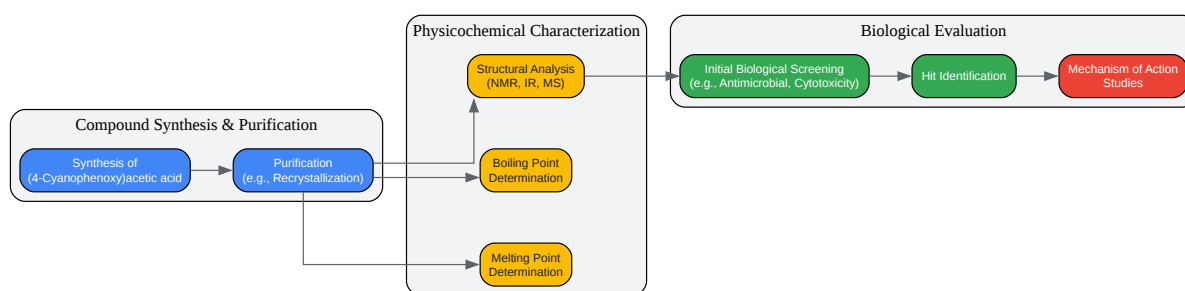 Compound Synthesis & Purification
Synthesis of
(4-Cyanophenoxy)acetic acid
Purification
(e.g., Recrystallization)
Physicochemical Characterization
Structural Analysis
(NMR, IR, MS)
Boiling Point
Determination
Melting Point
Determination
Biological Evaluation
Initial Biological Screening
(e.g., Antimicrobial, Cytotoxicity)
Hit Identification
Mechanism of Action
Studies